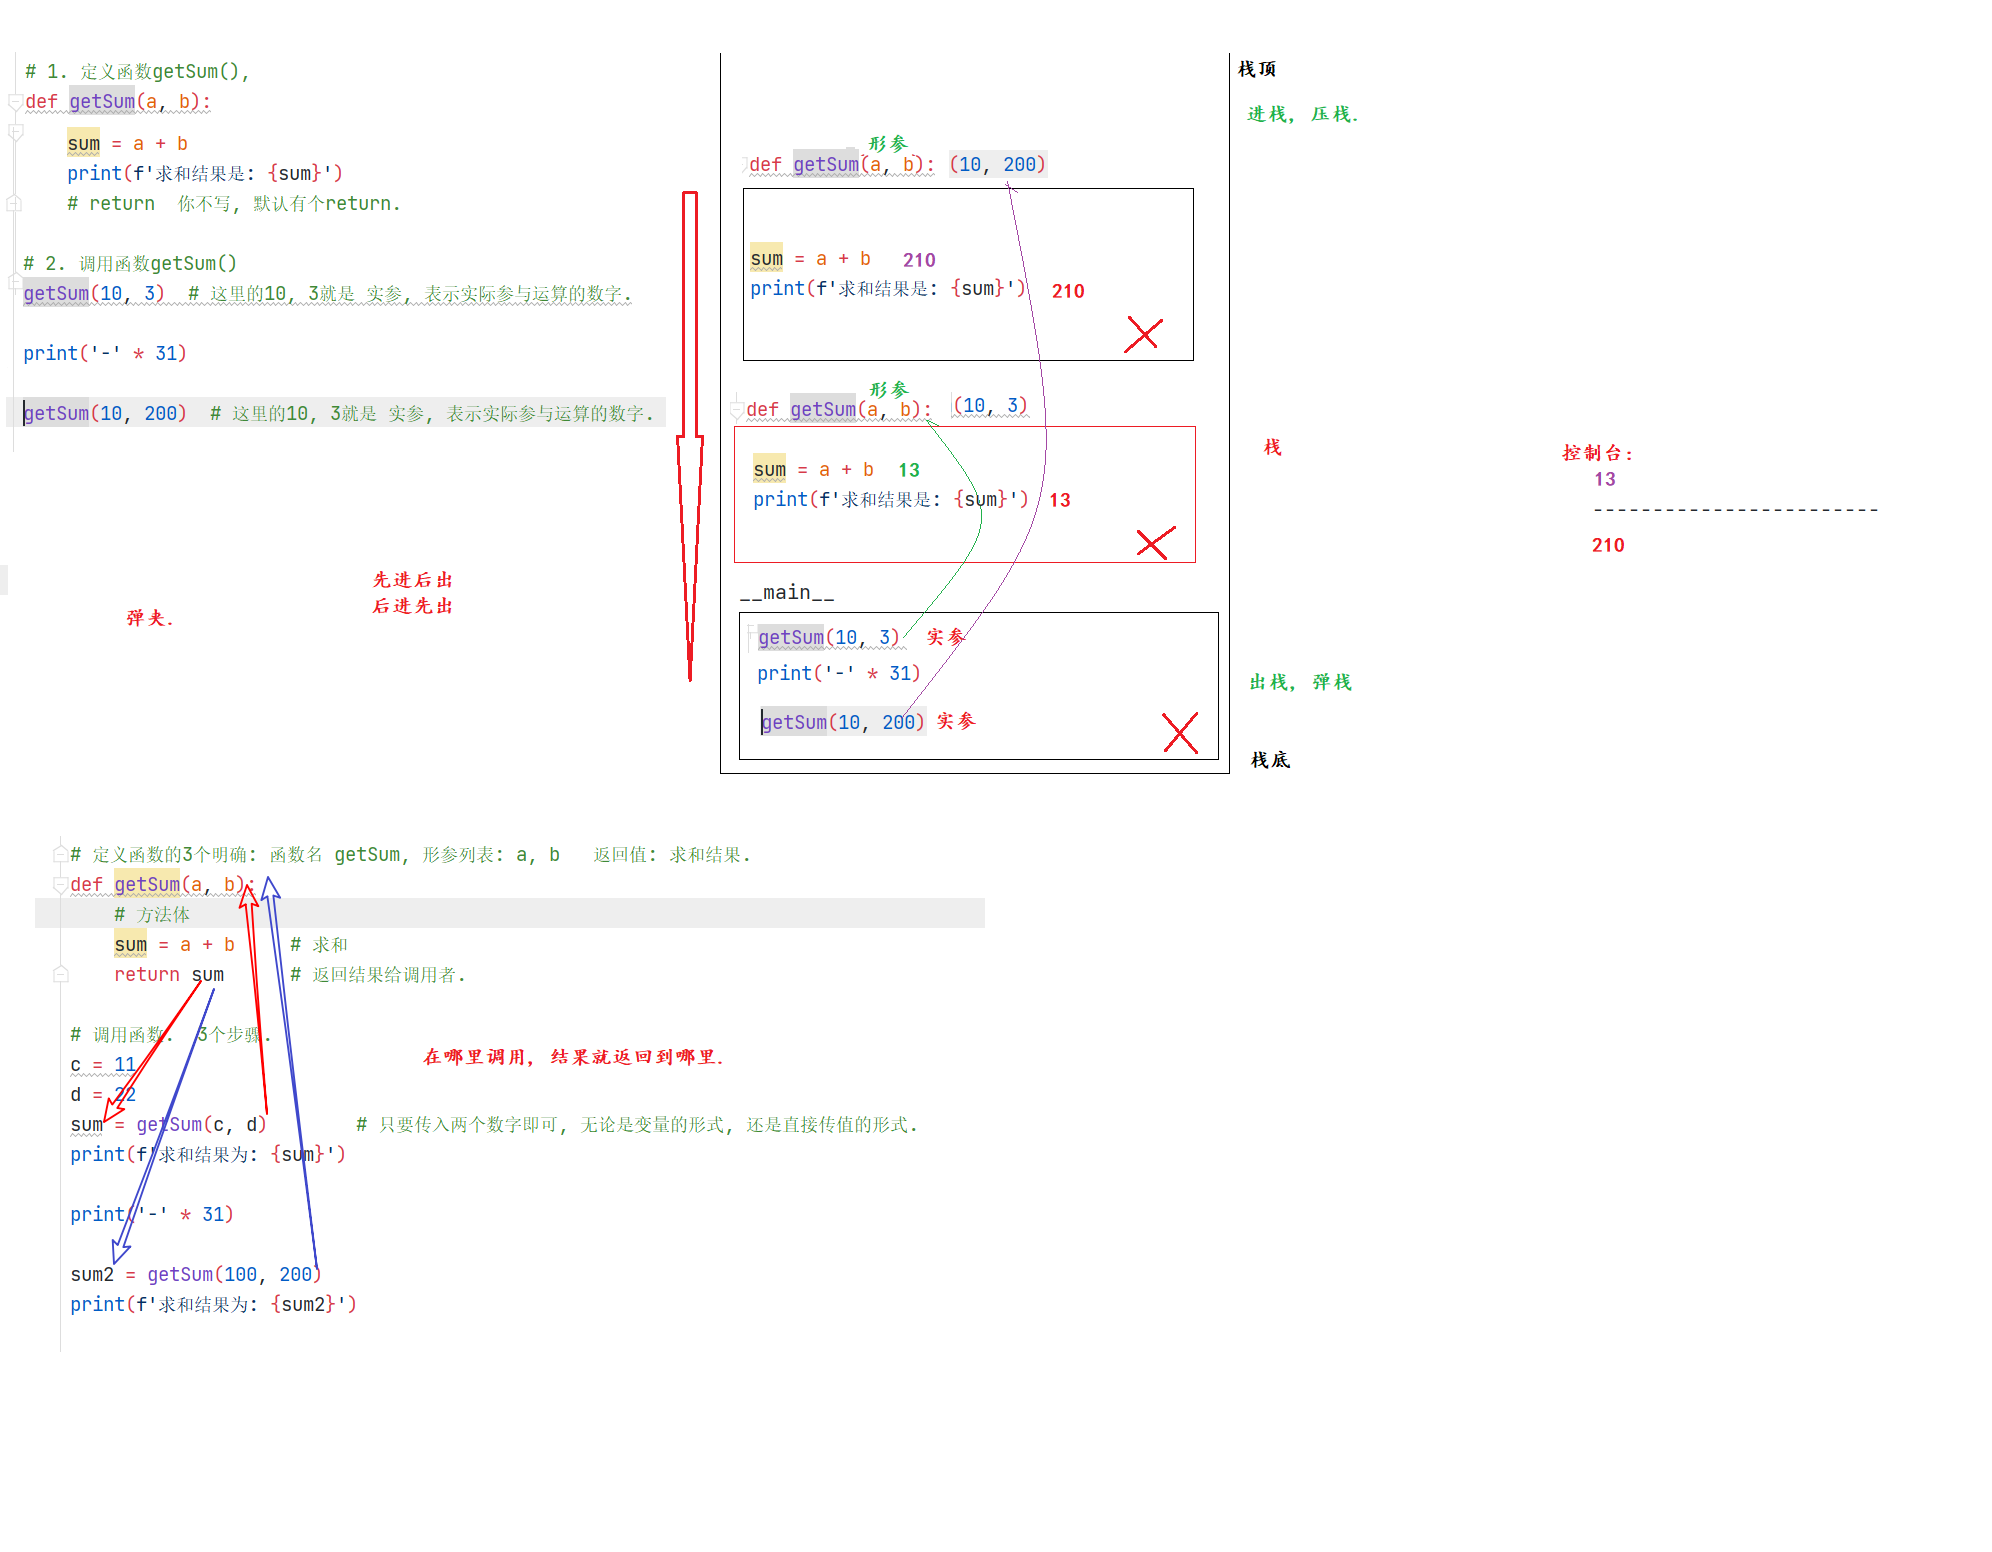 # 1. 定义函数getSum(),
def getSum(a, b):
sum = a + b
print(f'求和结果是: {sum}')
# return  你不写, 默认有个return.
# 2. 调用函数getSum()
getSum(10, 3)  # 这里的10, 3就是 实参, 表示实际参与运算的数字.
print('-' * 31)
getSum(10, 200)  # 这里的10, 3就是 实参, 表示实际参与运算的数字.
先进后出
后进先出
弹夹.
形参
def getSum(a, b): (10, 200)
sum = a + b  210
print(f'求和结果是: {sum}')  210
形参
def getSum(a, b): (10, 3)
sum = a + b  13
print(f'求和结果是: {sum}')  13
__main__
getSum(10, 3)  实参
print('-' * 31)
getSum(10, 200) 实参
栈顶
进栈, 压栈.
栈
出栈, 弹栈
栈底
控制台:
13
------------------------
210
# 定义函数的3个明确: 函数名 getSum, 形参列表: a, b   返回值: 求和结果.
def getSum(a, b):
# 方法体
sum = a + b     # 求和
return sum      # 返回结果给调用者.
# 调用函数.  3个步骤.
c = 11
d = 22
sum = getSum(c, d)        # 只要传入两个数字即可, 无论是变量的形式, 还是直接传值的形式.
print(f'求和结果为: {sum}')
print('-' * 31)
sum2 = getSum(100, 200)
print(f'求和结果为: {sum2}')
在哪里调用, 结果就返回到哪里.